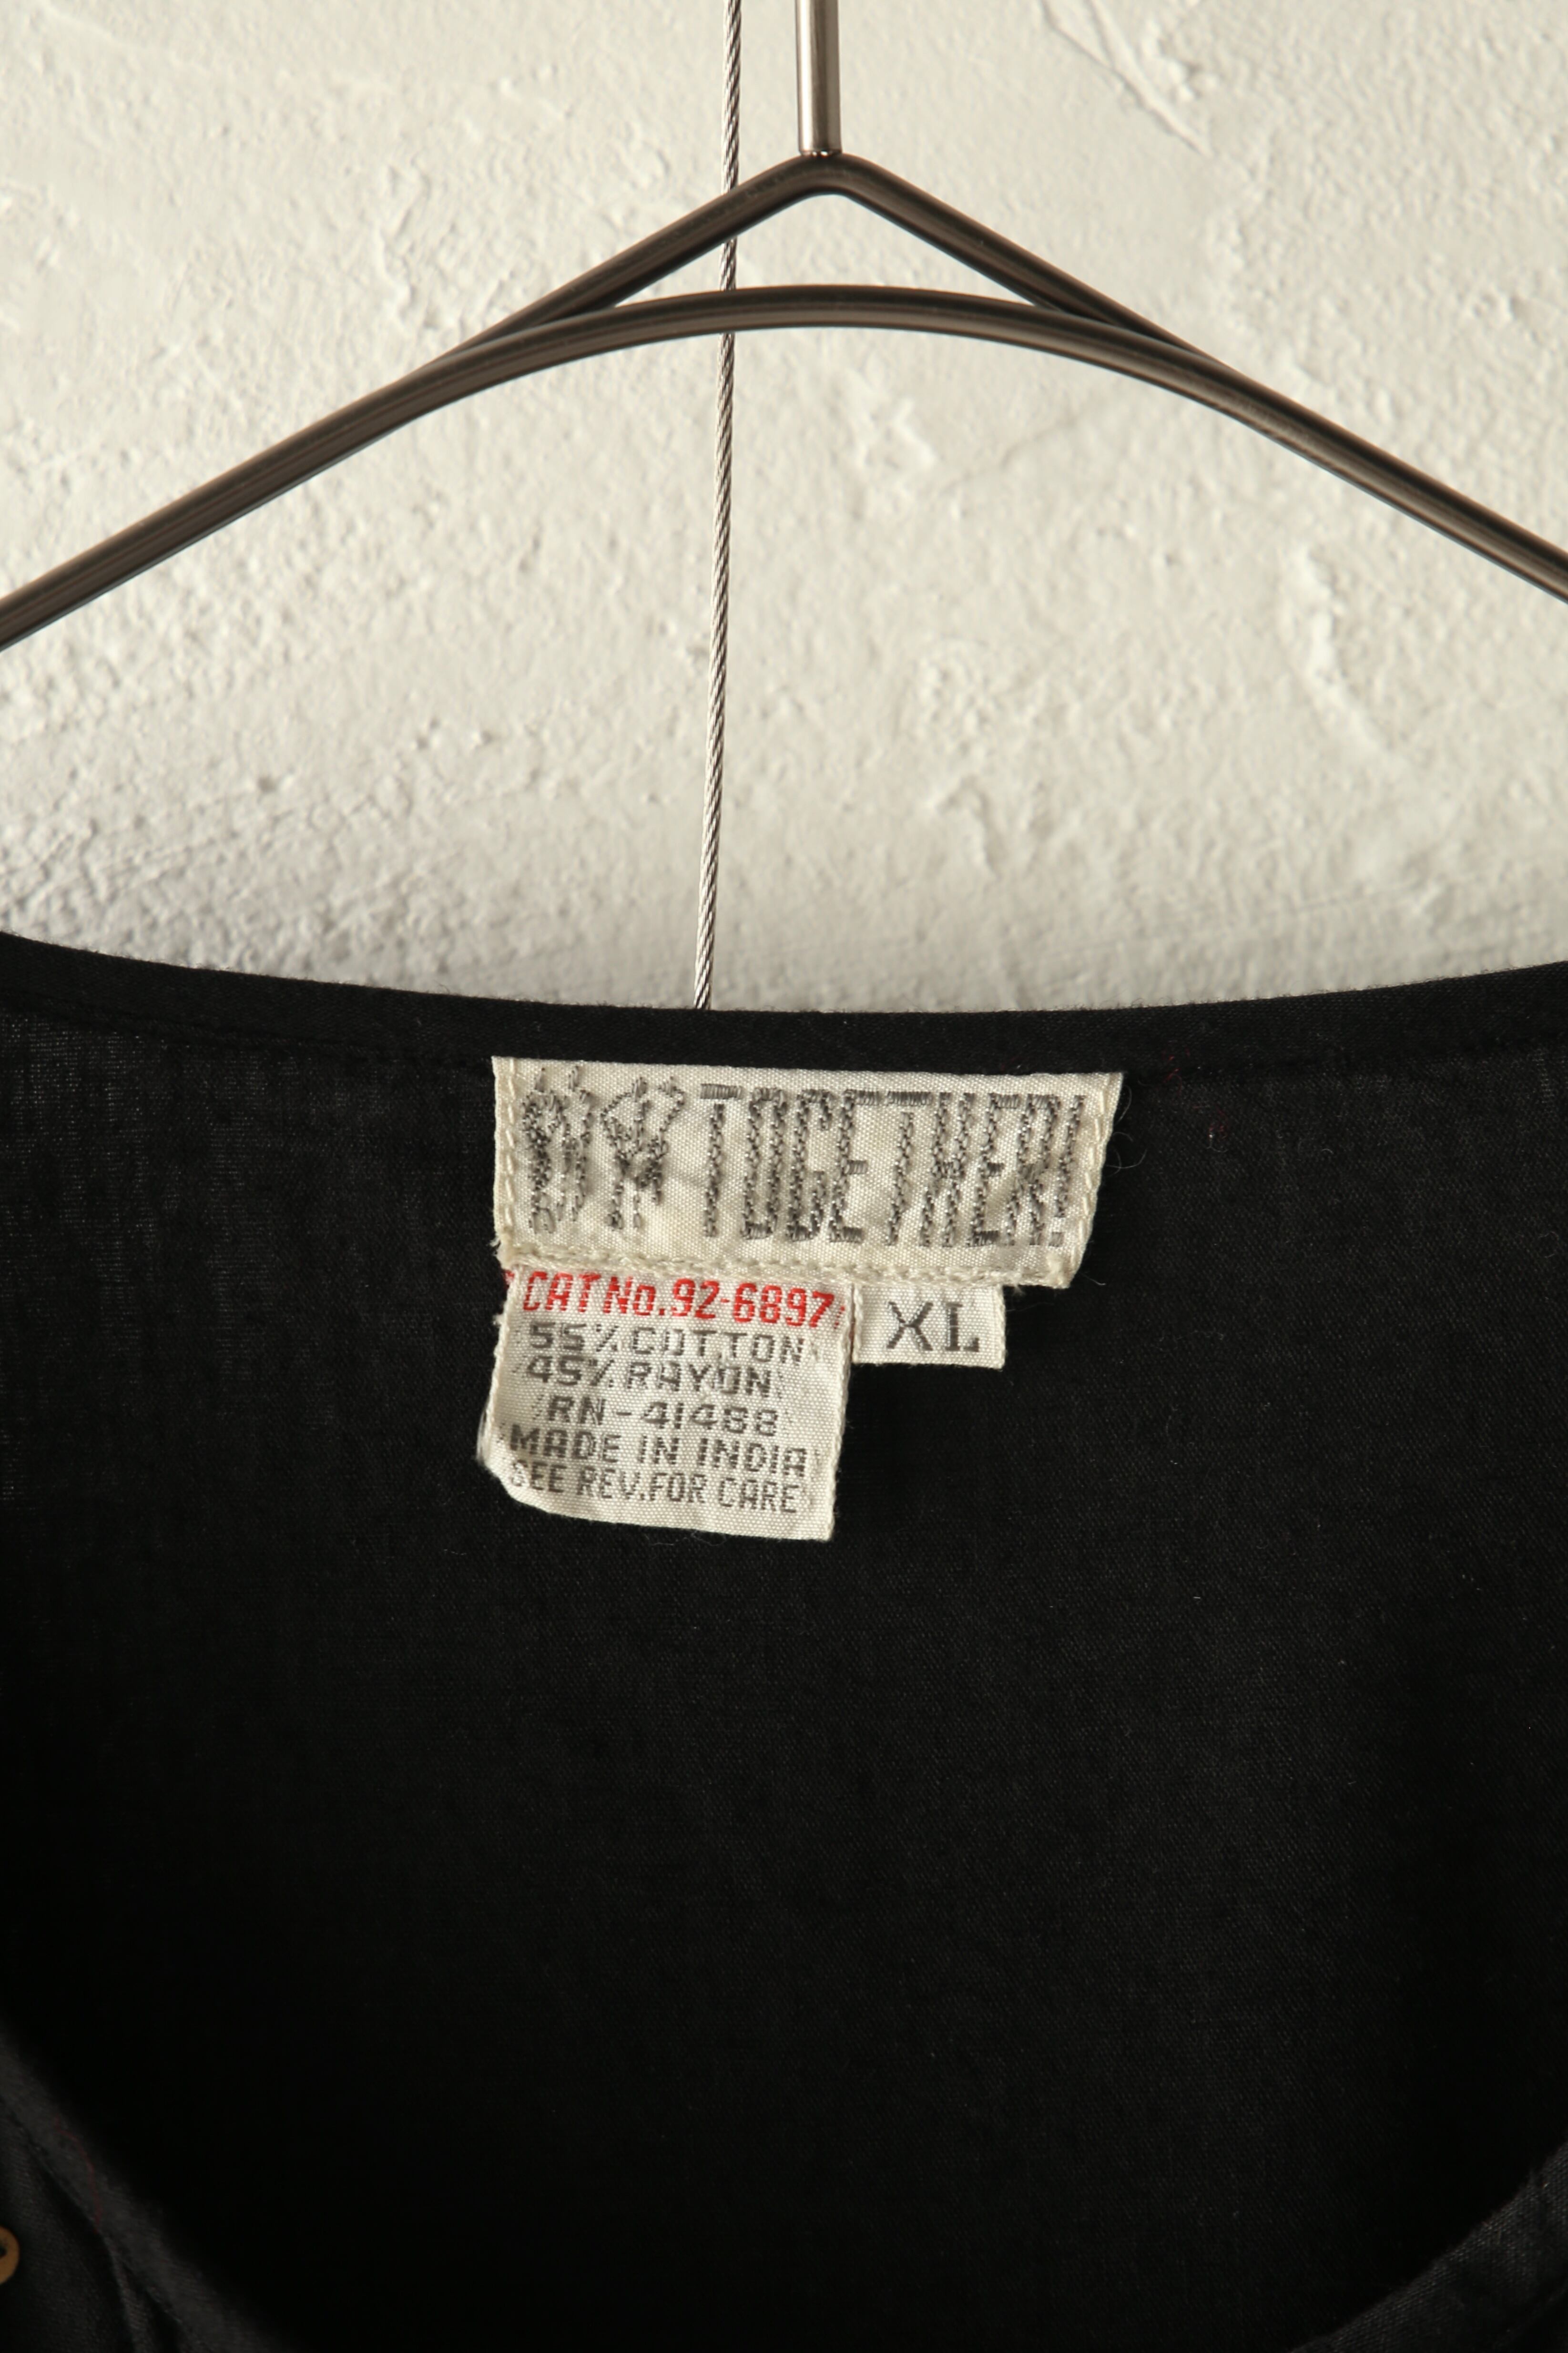 TOGETHER!
CAT No. 92-6897
XL
55% COTTON
45% RAYON
RN-41488
MADE IN INDIA
SEE REV. FOR CARE